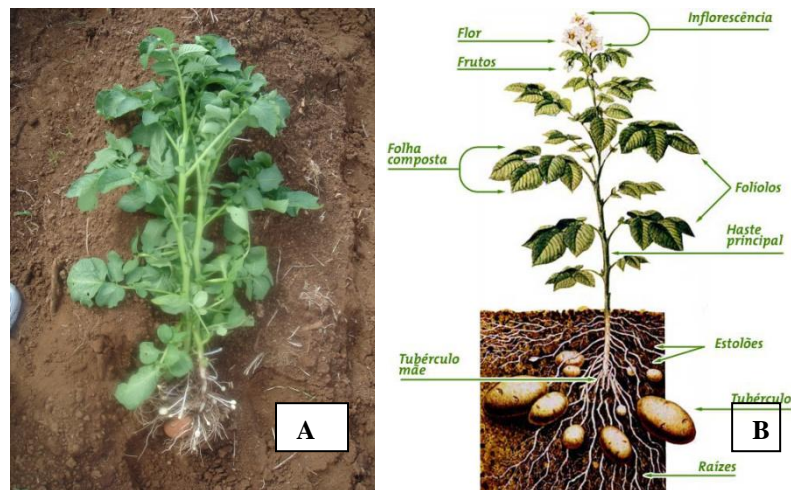 Inflorescência
Flor
Frutos
Folha
composta
Folíolos
Haste
principal
Estolões
Tubérculo
mãe
Tubérculo
Raízes
A
B